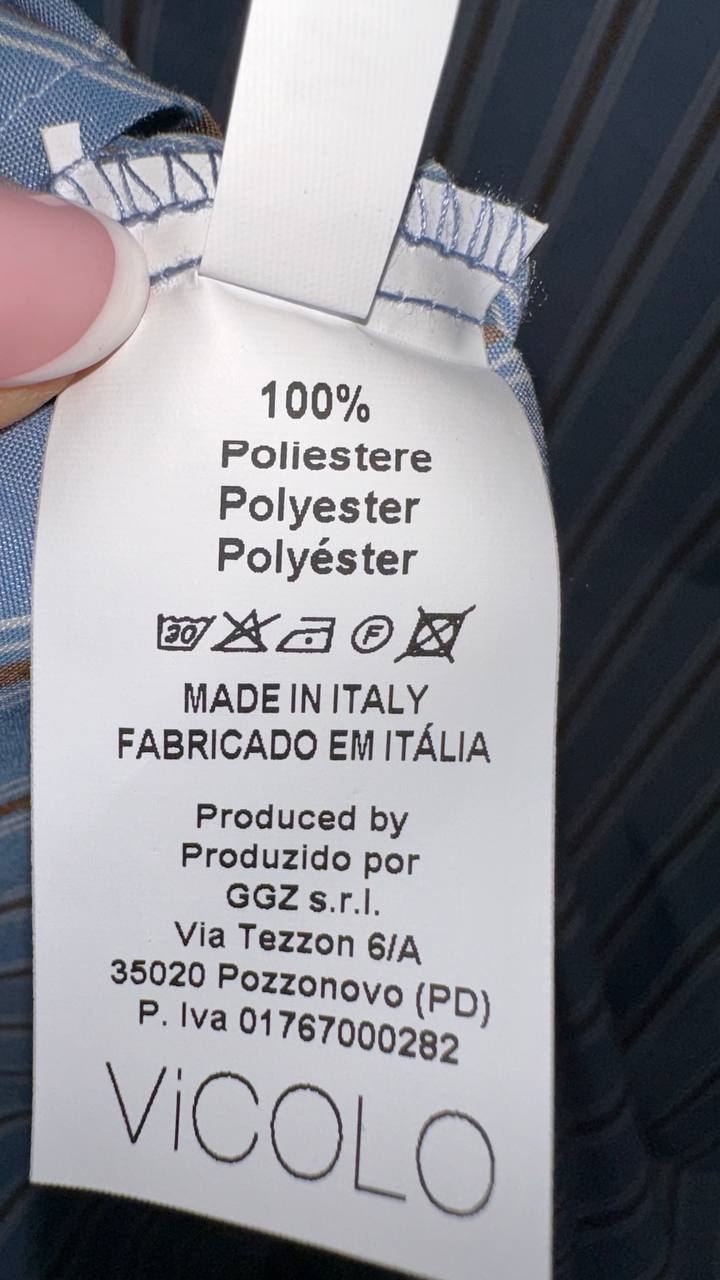 100%
Poliestere
Polyester
Polyéster
30 F
MADE IN ITALY
FABRICADO EM ITÁLIA
Produced by
Produzido por
GGZ s.r.l.
Via Tezzon 6/A
35020 Pozzonovo (PD)
P. Iva 01767000282
ViCOLO